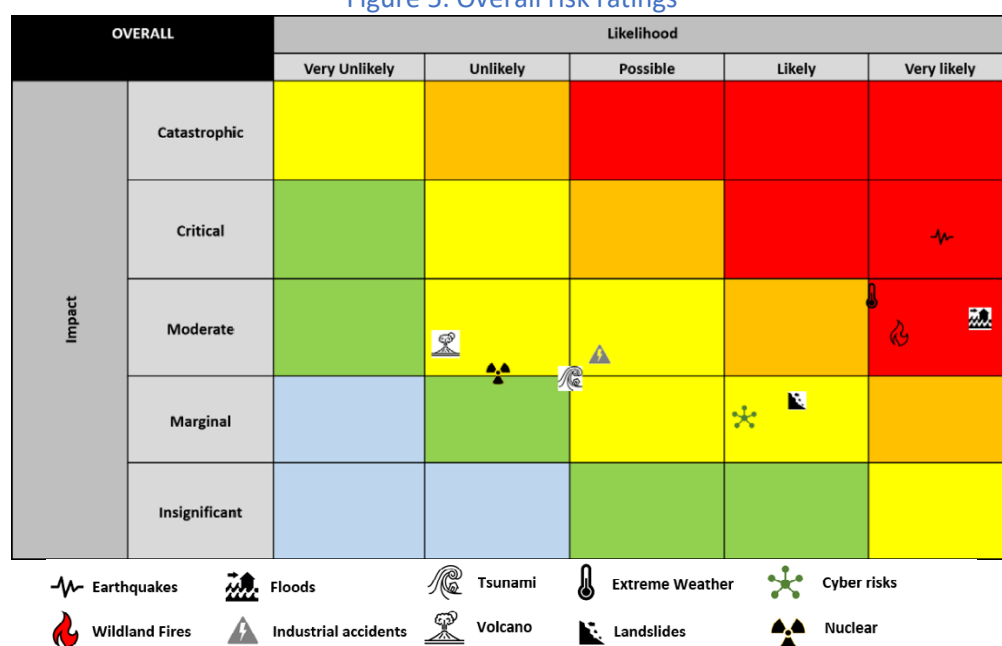 Figure 5: Overall risk ratings
OVERALL
Likelihood
Very Unlikely
Unlikely
Possible
Likely
Very likely
Impact
Catastrophic
Critical
Moderate
Marginal
Insignificant
Earthquakes
Floods
Tsunami
Extreme Weather
Cyber risks
Wildland Fires
Industrial accidents
Volcano
Landslides
Nuclear